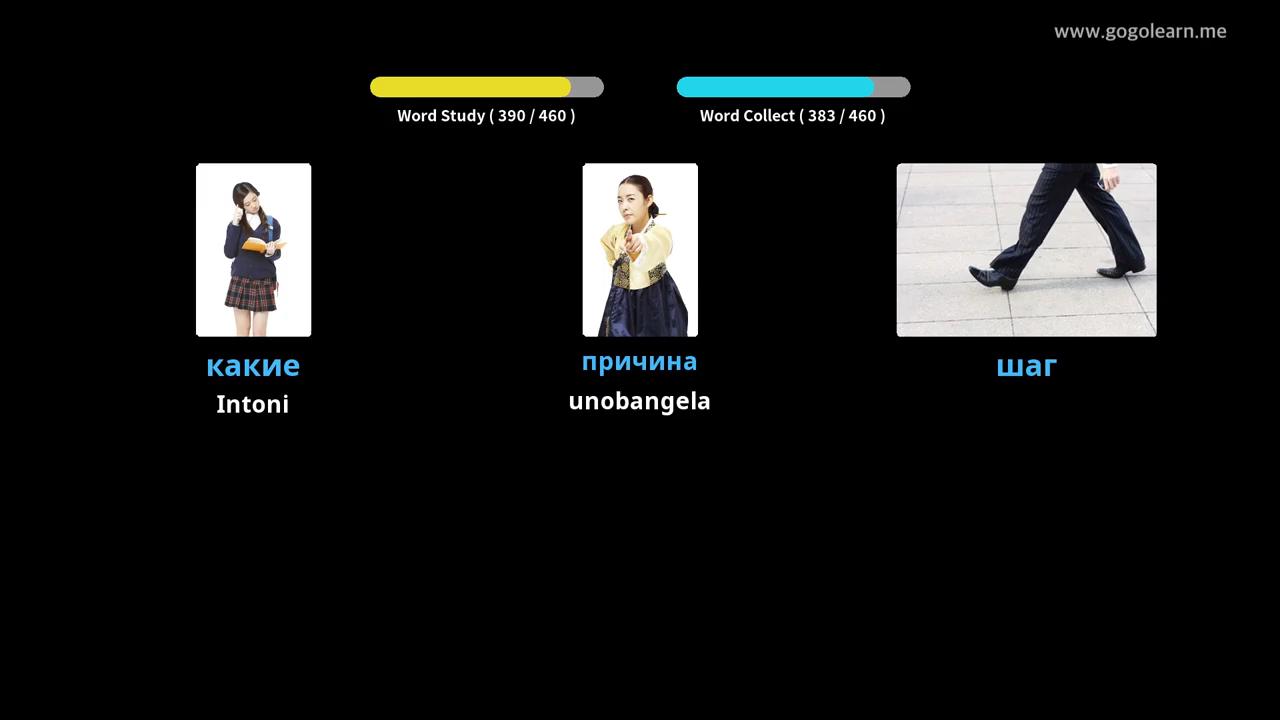 www.gogolearn.me
Word Study ( 390 / 460 )
Word Collect ( 383 / 460 )
какие
Intoni
причина
unobangela
шаг